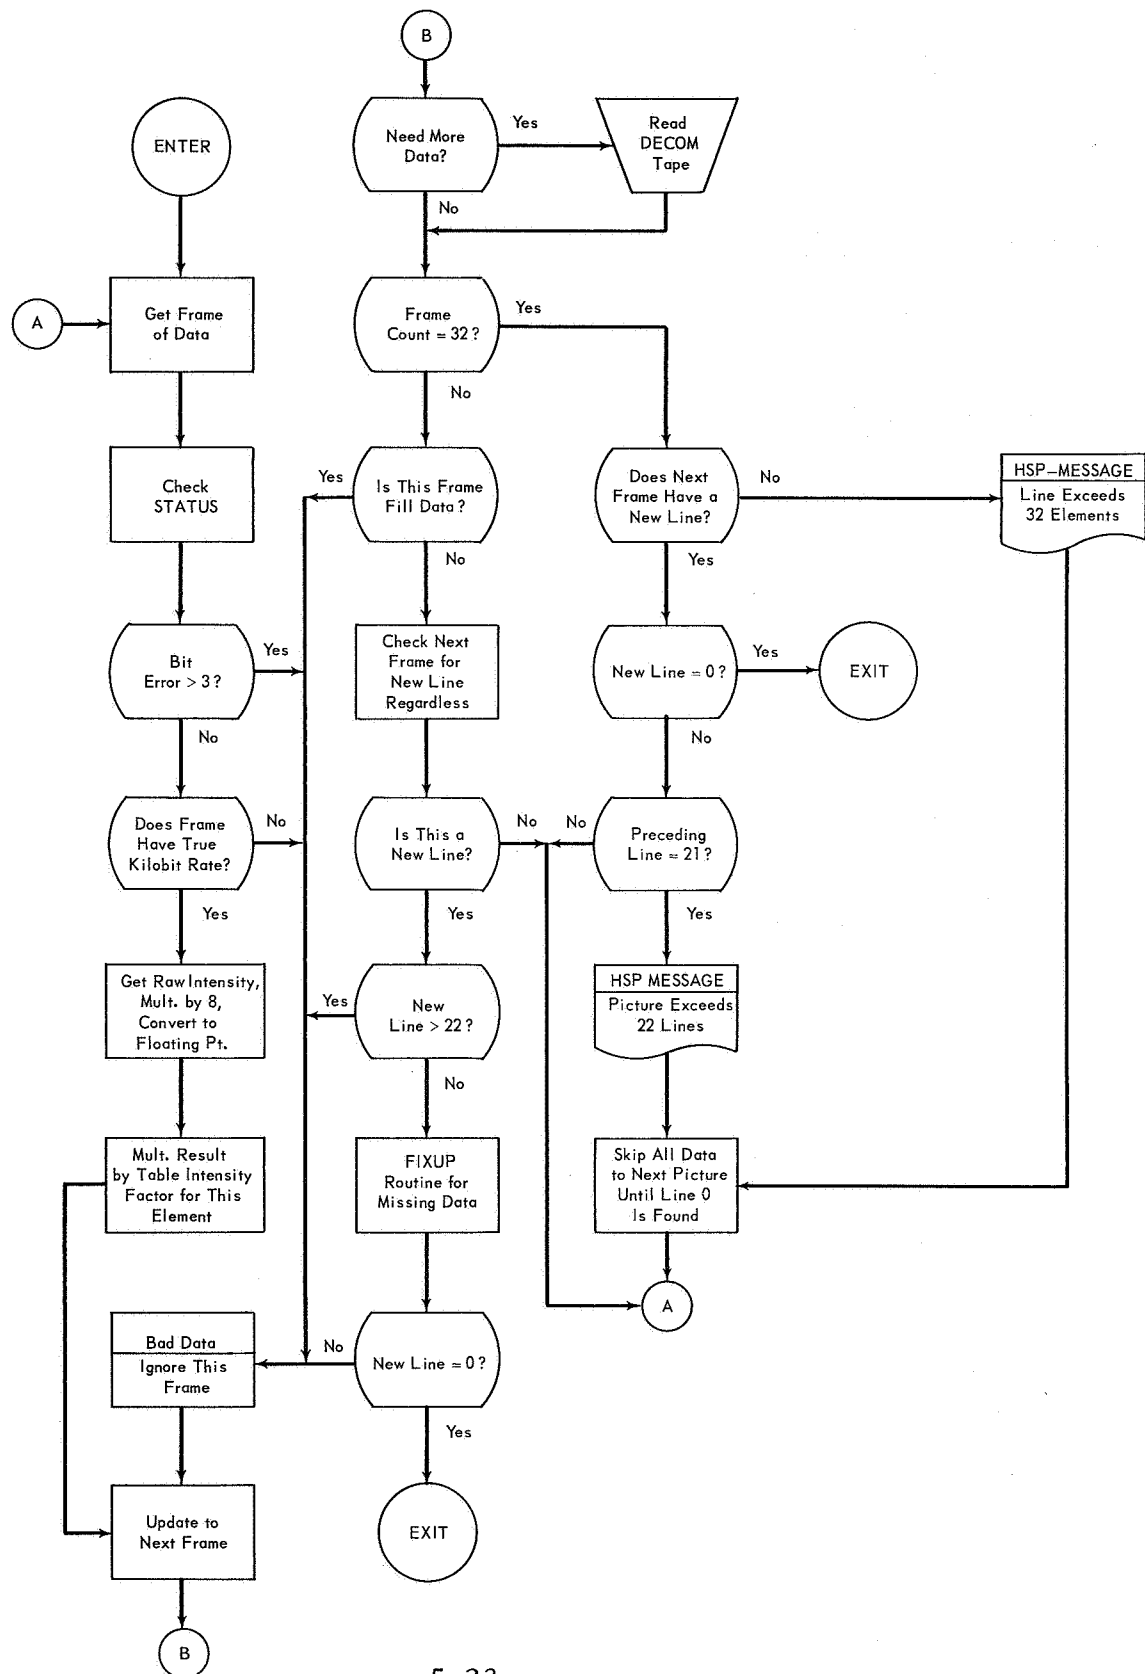 B
ENTER
Need More
Data?
Yes
Read
DECOM
Tape
No
A
Get Frame
of Data
Frame
Count = 32?
Yes
No
Check
STATUS
Yes
Is This Frame
Fill Data?
No
Does Next
Frame Have a
New Line?
No
HSP-MESSAGE
Line Exceeds
32 Elements
Yes
Bit
Error > 3?
Yes
No
Check Next
Frame for
New Line
Regardless
New Line = 0?
Yes
EXIT
No
Does Frame
Have True
Kilobit Rate?
No
Yes
Is This a
New Line?
No
Yes
No
Preceding
Line = 21?
Yes
Get Raw Intensity,
Mult. by 8,
Convert to
Floating Pt.
Yes
New
Line > 22?
No
HSP MESSAGE
Picture Exceeds
22 Lines
Mult. Result
by Table Intensity
Factor for This
Element
FIXUP
Routine for
Missing Data
Skip All Data
to Next Picture
Until Line 0
Is Found
A
Bad Data
Ignore This
Frame
No
New Line = 0?
Yes
Update to
Next Frame
EXIT
B